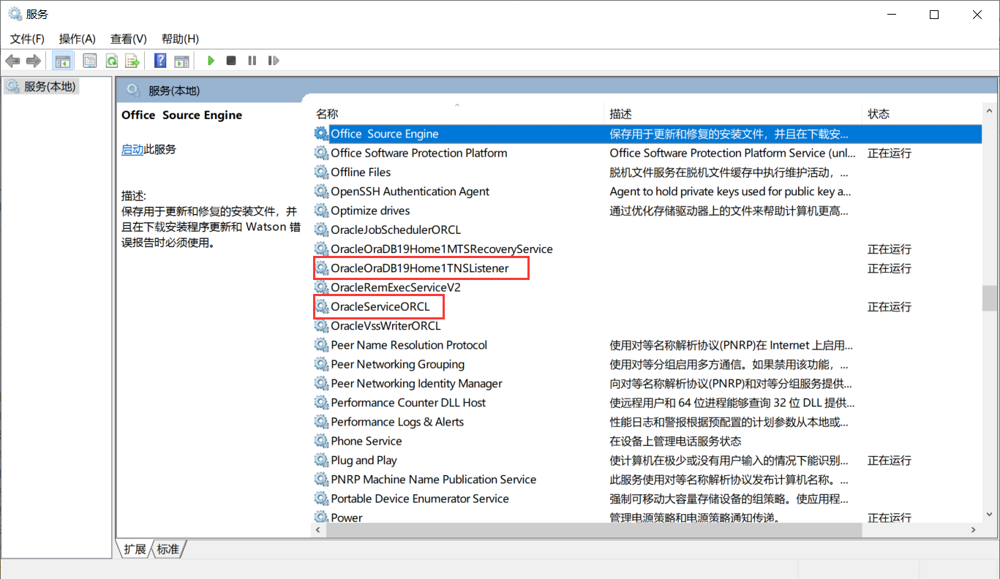 服务
文件(F) 操作(A) 查看(V) 帮助(H)
服务(本地)
服务(本地)
Office  Source Engine
启动此服务
描述:
保存用于更新和修复的安装文件，并
且在下载安装程序更新和 Watson 错
误报告时必须使用。
名称 描述 状态
Office  Source Engine 保存用于更新和修复的安装文件，并且在下载安...
Office Software Protection Platform Office Software Protection Platform Service (unl... 正在运行
Offline Files 脱机文件服务在脱机文件缓存中执行维护活动，...
OpenSSH Authentication Agent Agent to hold private keys used for public key a...
Optimize drives 通过优化存储驱动器上的文件来帮助计算机更高...
OracleJobSchedulerORCL
OracleOraDB19Home1MTSRecoveryService 正在运行
OracleOraDB19Home1TNSListener 正在运行
OracleRemExecServiceV2
OracleServiceORCL 正在运行
OracleVssWriterORCL
Peer Name Resolution Protocol 使用对等名称解析协议(PNRP)在 Internet 上启用...
Peer Networking Grouping 使用对等分组启用多方通信。如果禁用该功能，...
Peer Networking Identity Manager 向对等名称解析协议(PNRP)和对等分组服务提供...
Performance Counter DLL Host 使远程用户和 64 位进程能够查询 32 位 DLL 提供...
Performance Logs & Alerts 性能日志和警报根据预配置的计划参数从本地或...
Phone Service 在设备上管理电话服务状态
Plug and Play 使计算机在极少或没有用户输入的情况下能识别... 正在运行
PNRP Machine Name Publication Service 此服务使用对等名称解析协议发布计算机名称。...
Portable Device Enumerator Service 强制可移动大容量存储设备的组策略。使应用程...
Power 管理电源策略和电源策略通知传递。 正在运行
扩展 标准